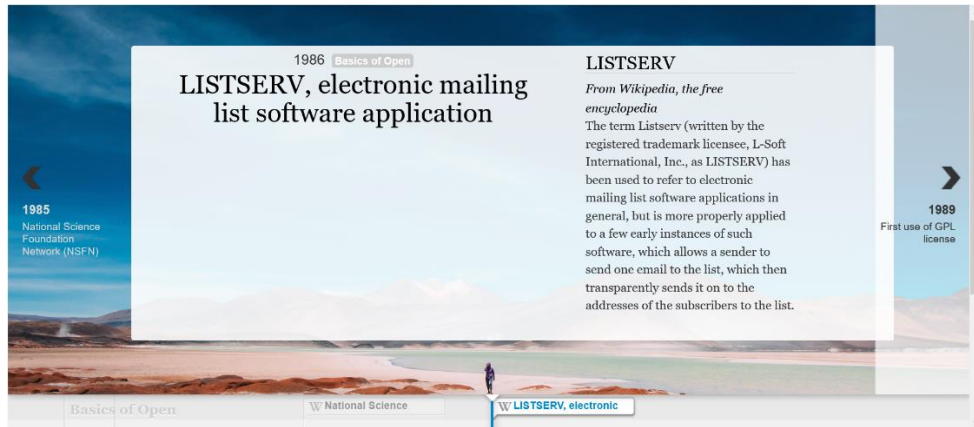 1986 Basics of Open
LISTSERV, electronic mailing
list software application
LISTSERV
From Wikipedia, the free
encyclopedia
The term Listserv (written by the
registered trademark licensee, L-Soft
International, Inc., as LISTSERV) has
been used to refer to electronic
mailing list software applications in
general, but is more properly applied
to a few early instances of such
software, which allows a sender to
send one email to the list, which then
transparently sends it on to the
addresses of the subscribers to the list.
1985
National Science
Foundation
Network (NSFN)
1989
First use of GPL
license
Basics of Open
W National Science
W LISTSERV, electronic